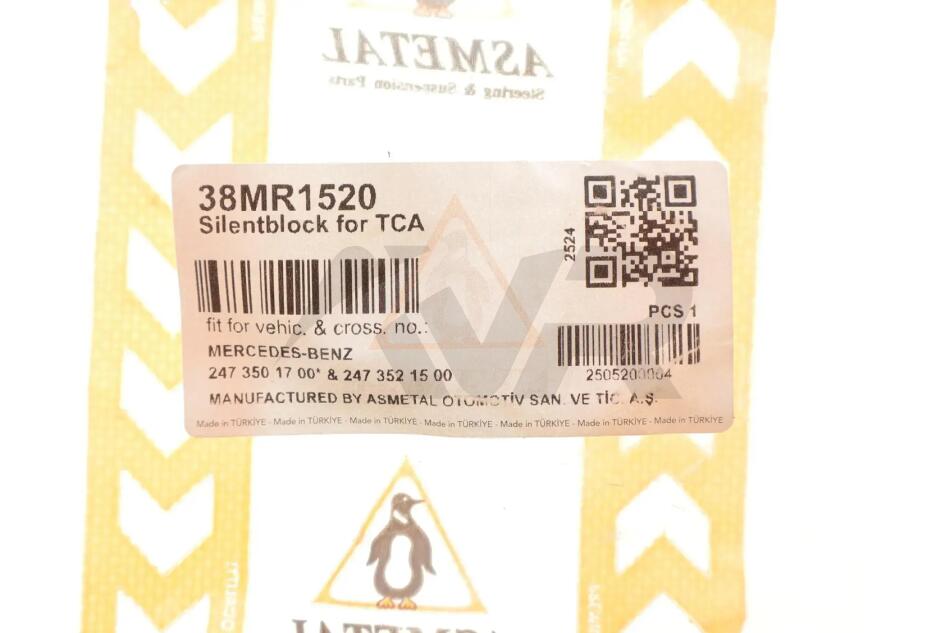 ASMETAL
Steering & Suspension Parts
38MR1520
Silentblock for TCA
2524
PCS 1
fit for vehic. & cross. no.:
MERCEDES-BENZ
247 350 17 00* & 247 352 15 00
2505200004
MANUFACTURED BY ASMETAL OTOMOTİV SAN. VE TİC. A.Ş.
Made in TÜRKİYE - Made in TÜRKİYE - Made in TÜRKİYE - Made in TÜRKİYE - Made in TÜRKİYE - Made in TÜRKİYE - Made in TÜRKİYE
ASMETAL